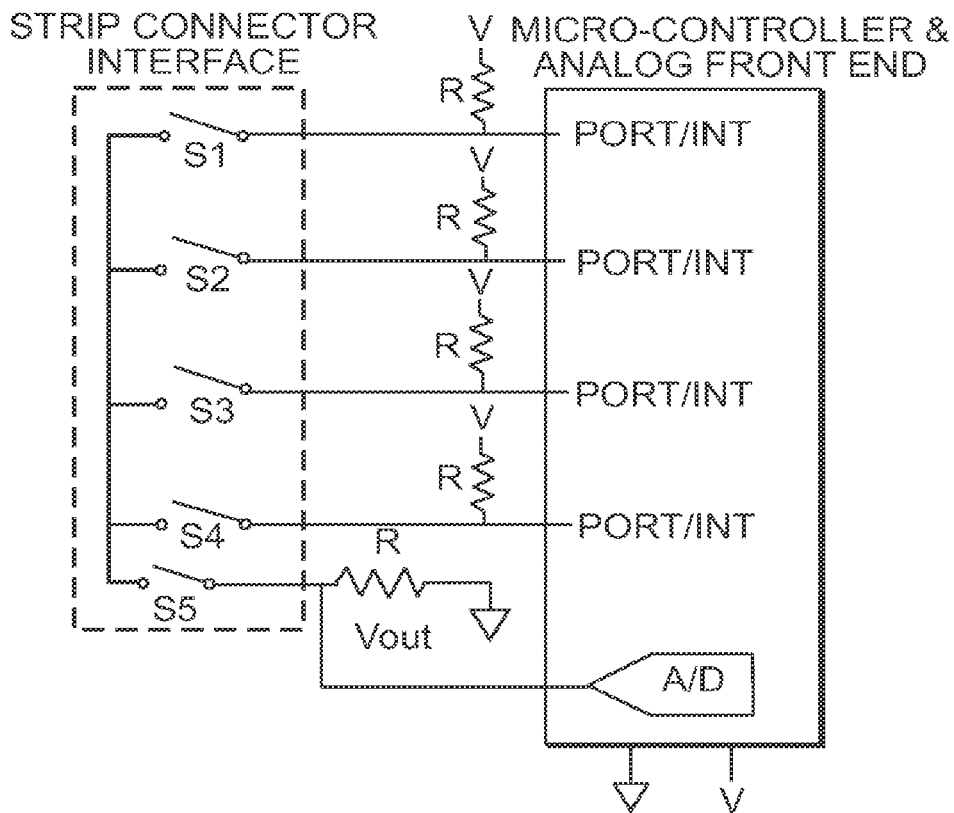 STRIP CONNECTOR
INTERFACE
V
MICRO-CONTROLLER &
ANALOG FRONT END
R
PORT/INT
S1
V
R
PORT/INT
S2
V
R
PORT/INT
S3
V
R
PORT/INT
S4
R
S5
Vout
A/D
V